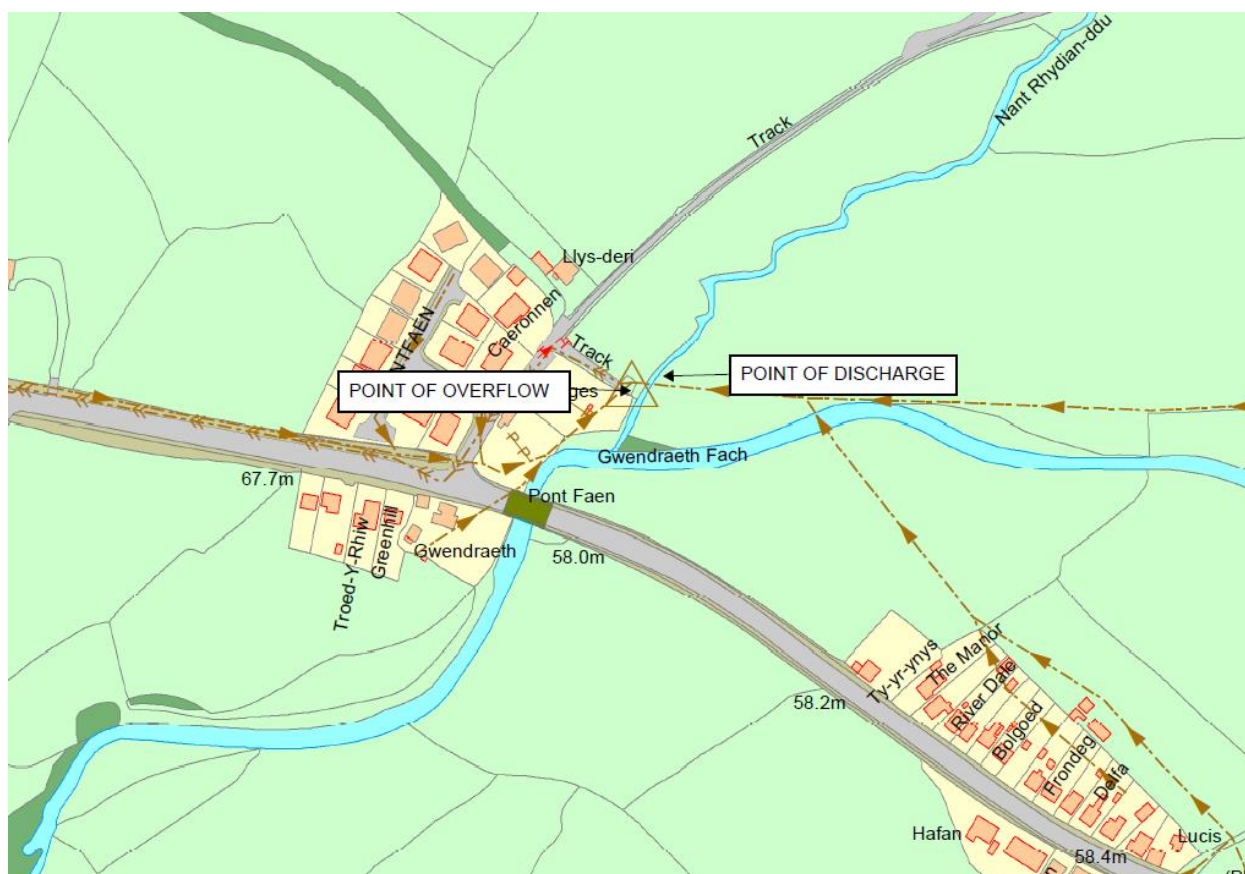 Nant Rhydian-ddu
Track
Llys-deri
Caeronnen
Track
POINT OF DISCHARGE
POINT OF OVERFLOW
Gwendraeth Fach
67.7m
Pont Faen
Gwendraeth
58.0m
Troed-Y-Rhiw
Greenhill
Ty-yr-ynys
The Manor
River Dale
Bolgoed
Frondeg
Delfa
58.2m
Hafan
Lucis
58.4m